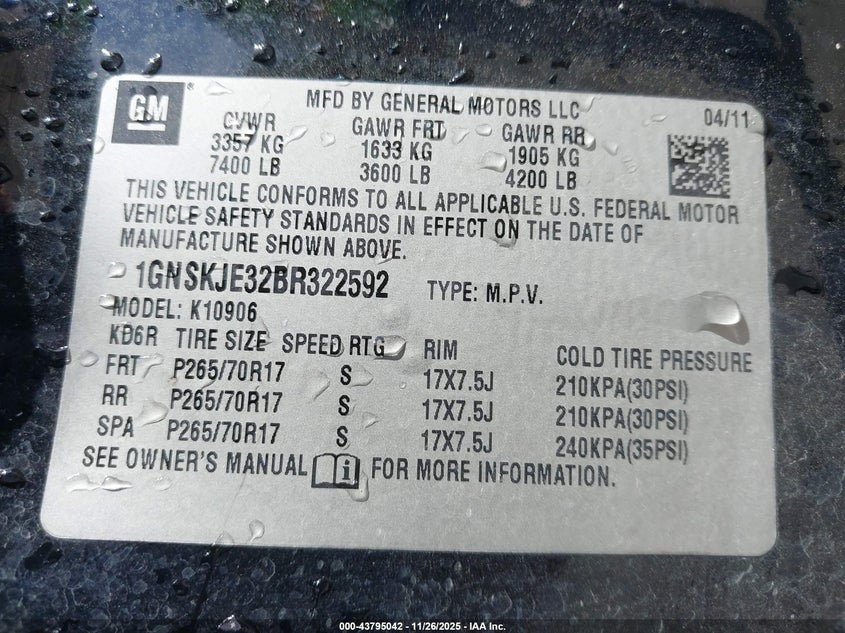 GM
MFD BY GENERAL MOTORS LLC 04/11
GVWR GAWR FRT GAWR RR
3357 KG 1633 KG 1905 KG
7400 LB 3600 LB 4200 LB
THIS VEHICLE CONFORMS TO ALL APPLICABLE U.S. FEDERAL MOTOR
VEHICLE SAFETY STANDARDS IN EFFECT ON THE DATE OF
MANUFACTURE SHOWN ABOVE.
1GNSKJE32BR322592 TYPE: M.P.V.
MODEL: K10906
KD6R TIRE SIZE SPEED RTG RIM COLD TIRE PRESSURE
FRT P265/70R17 S 17X7.5J 210KPA(30PSI)
RR P265/70R17 S 17X7.5J 210KPA(30PSI)
SPA P265/70R17 S 17X7.5J 240KPA(35PSI)
SEE OWNER'S MANUAL i FOR MORE INFORMATION.
000-43795042 - 11/26/2025 - IAA Inc.